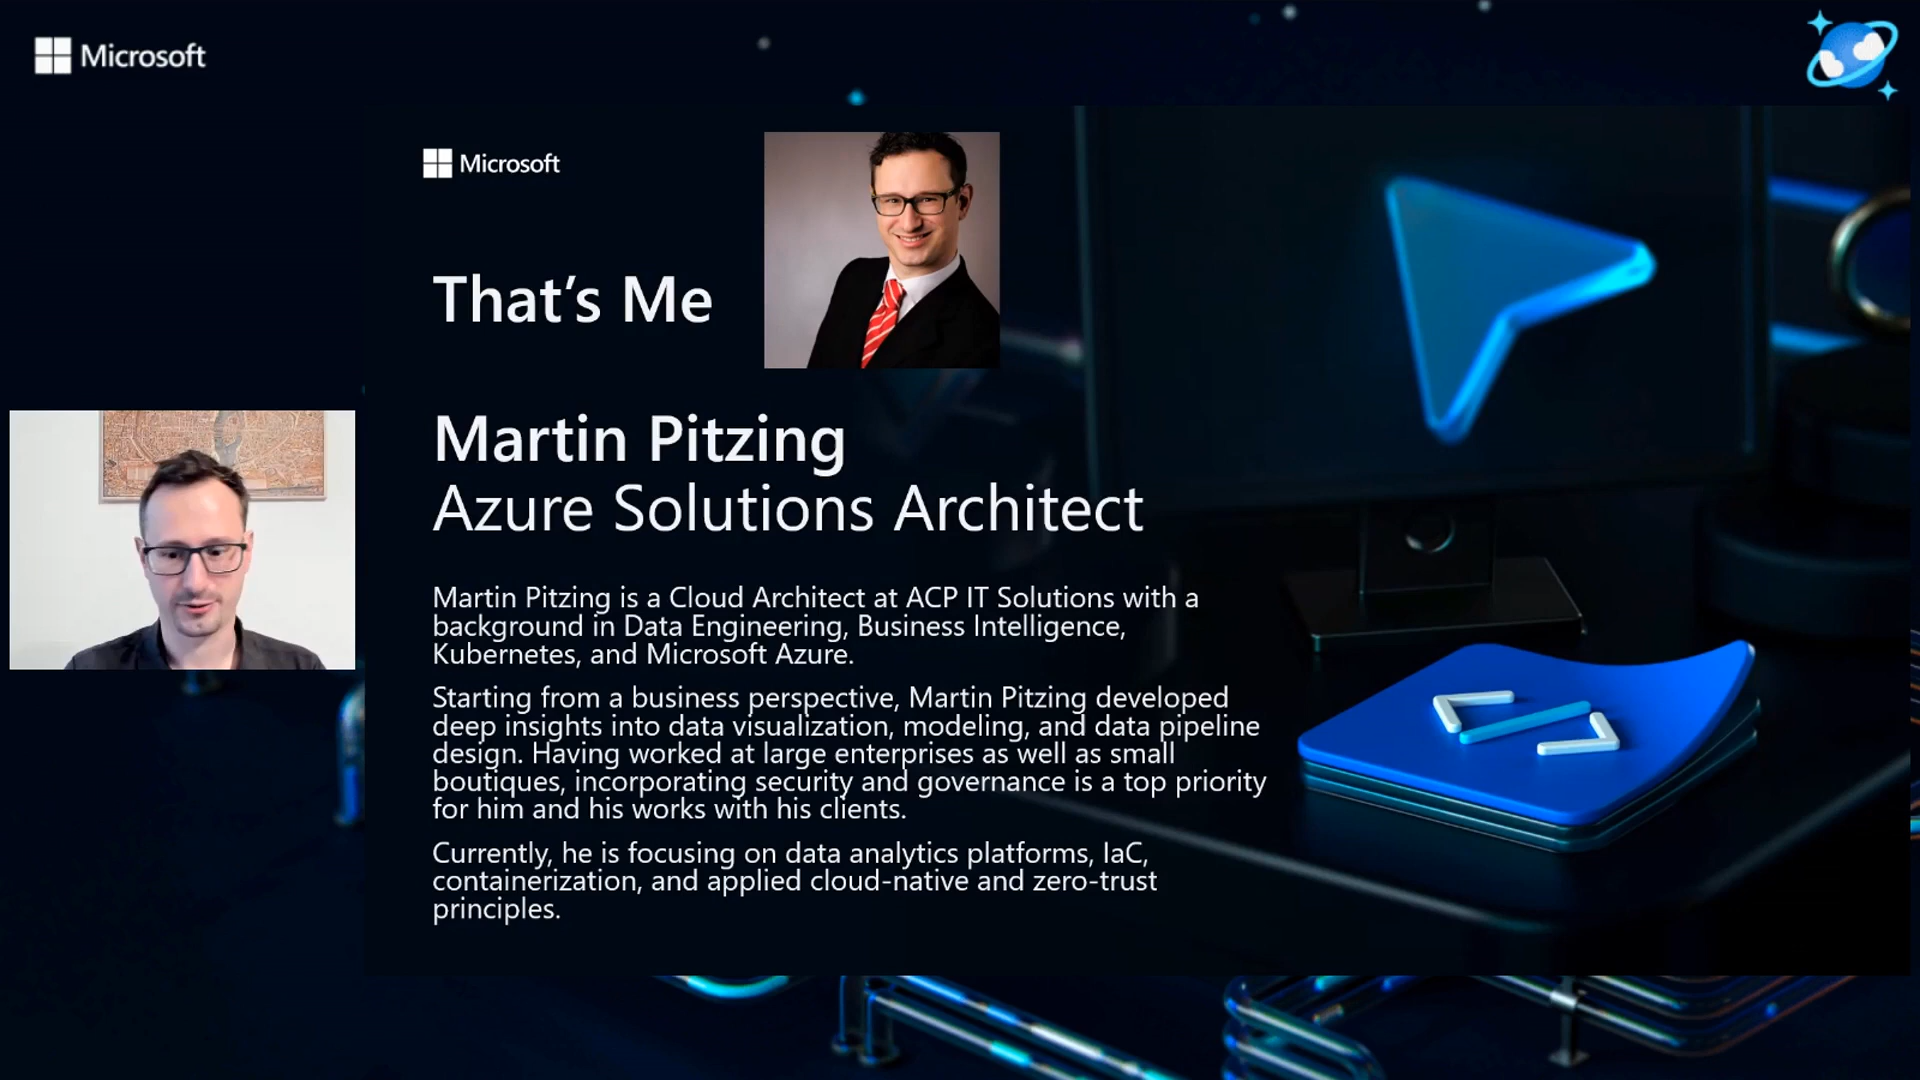 Microsoft
Microsoft
That’s Me
Martin Pitzing
Azure Solutions Architect
Martin Pitzing is a Cloud Architect at ACP IT Solutions with a
background in Data Engineering, Business Intelligence,
Kubernetes, and Microsoft Azure.
Starting from a business perspective, Martin Pitzing developed
deep insights into data visualization, modeling, and data pipeline
design. Having worked at large enterprises as well as small
boutiques, incorporating security and governance is a top priority
for him and his works with his clients.
Currently, he is focusing on data analytics platforms, IaC,
containerization, and applied cloud-native and zero-trust
principles.